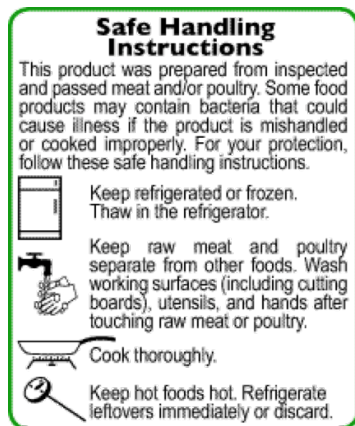 Safe Handling
Instructions
This product was prepared from inspected
and passed meat and/or poultry. Some food
products may contain bacteria that could
cause illness if the product is mishandled
or cooked improperly. For your protection,
follow these safe handling instructions.
Keep refrigerated or frozen.
Thaw in the refrigerator.
Keep raw meat and poultry
separate from other foods. Wash
working surfaces (including cutting
boards), utensils, and hands after
touching raw meat or poultry.
Cook thoroughly.
Keep hot foods hot. Refrigerate
leftovers immediately or discard.